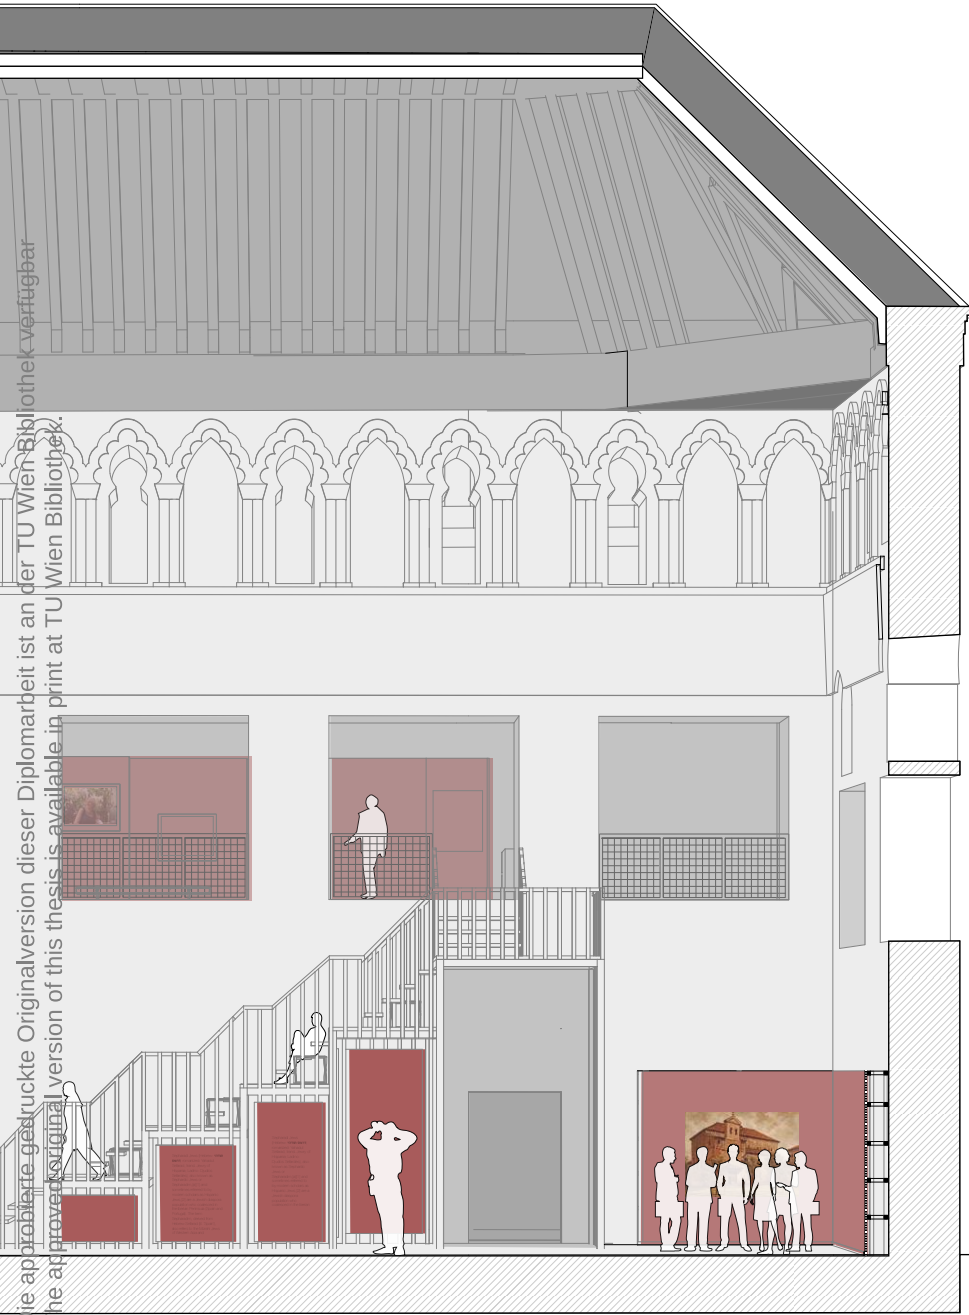 ie approbierte gedruckte Originalversion dieser Diplomarbeit ist an der TU Wien Bibliothek verfügbar
he approved original version of this thesis is available in print at TU Wien Bibliothek.